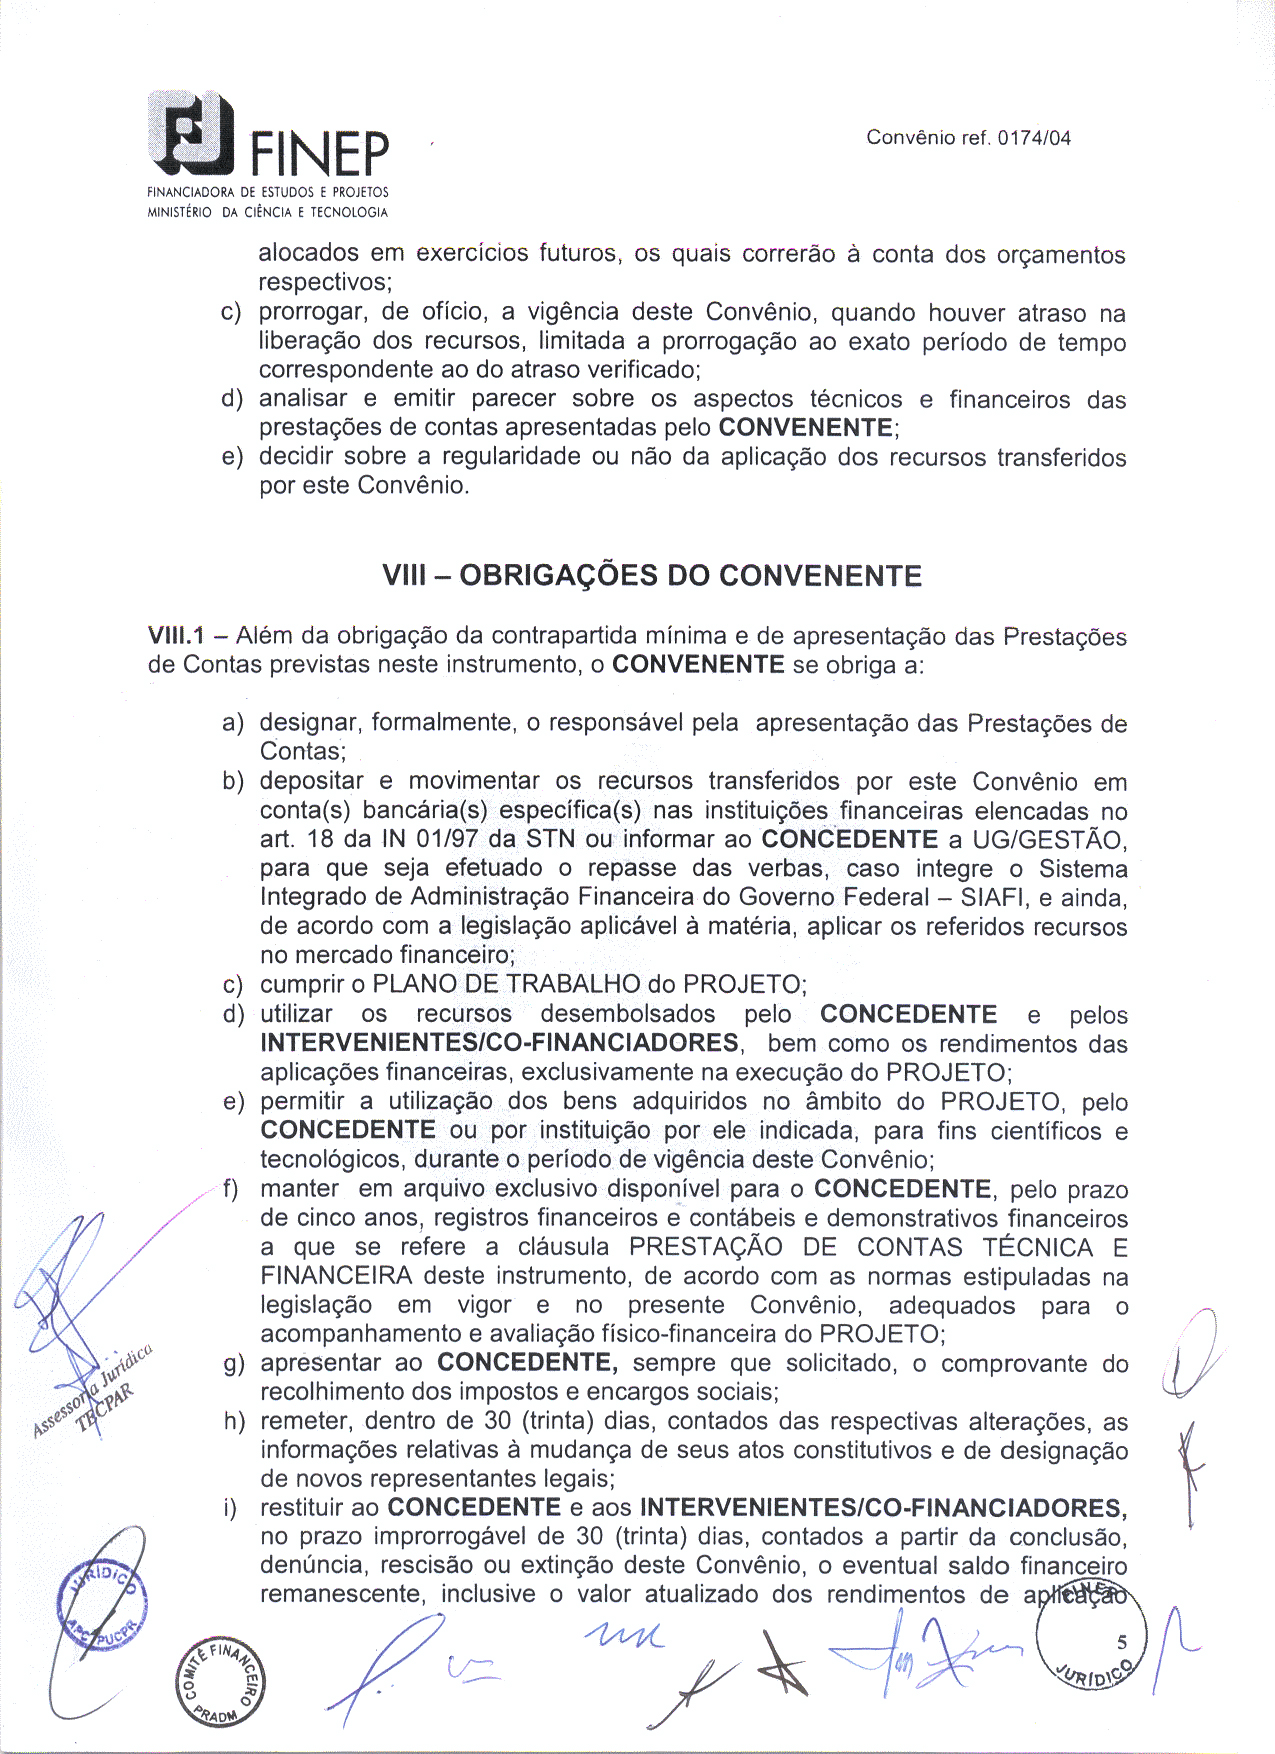 FINEP
Convênio ref. 0174/04
FINANCIADORA DE ESTUDOS E PROJETOS
MINISTÉRIO DA CIÊNCIA E TECNOLOGIA
alocados em exercícios futuros, os quais correrão à conta dos orçamentos
respectivos;
c) prorrogar, de ofício, a vigência deste Convênio, quando houver atraso na
liberação dos recursos, limitada a prorrogação ao exato período de tempo
correspondente ao do atraso verificado;
d) analisar e emitir parecer sobre os aspectos técnicos e financeiros das
prestações de contas apresentadas pelo CONVENENTE;
e) decidir sobre a regularidade ou não da aplicação dos recursos transferidos
por este Convênio.
VIII – OBRIGAÇÕES DO CONVENENTE
VIII.1 – Além da obrigação da contrapartida mínima e de apresentação das Prestações
de Contas previstas neste instrumento, o CONVENENTE se obriga a:
a) designar, formalmente, o responsável pela apresentação das Prestações de
Contas;
b) depositar e movimentar os recursos transferidos por este Convênio em
conta(s) bancária(s) específica(s) nas instituições financeiras elencadas no
art. 18 da IN 01/97 da STN ou informar ao CONCEDENTE a UG/GESTÃO,
para que seja efetuado o repasse das verbas, caso integre o Sistema
Integrado de Administração Financeira do Governo Federal – SIAFI, e ainda,
de acordo com a legislação aplicável à matéria, aplicar os referidos recursos
no mercado financeiro;
c) cumprir o PLANO DE TRABALHO do PROJETO;
d) utilizar os recursos desembolsados pelo CONCEDENTE e pelos
INTERVENIENTES/CO-FINANCIADORES, bem como os rendimentos das
aplicações financeiras, exclusivamente na execução do PROJETO;
e) permitir a utilização dos bens adquiridos no âmbito do PROJETO, pelo
CONCEDENTE ou por instituição por ele indicada, para fins científicos e
tecnológicos, durante o período de vigência deste Convênio;
f) manter em arquivo exclusivo disponível para o CONCEDENTE, pelo prazo
de cinco anos, registros financeiros e contábeis e demonstrativos financeiros
a que se refere a cláusula PRESTAÇÃO DE CONTAS TÉCNICA E
FINANCEIRA deste instrumento, de acordo com as normas estipuladas na
legislação em vigor e no presente Convênio, adequados para o
acompanhamento e avaliação físico-financeira do PROJETO;
g) apresentar ao CONCEDENTE, sempre que solicitado, o comprovante do
recolhimento dos impostos e encargos sociais;
h) remeter, dentro de 30 (trinta) dias, contados das respectivas alterações, as
informações relativas à mudança de seus atos constitutivos e de designação
de novos representantes legais;
i) restituir ao CONCEDENTE e aos INTERVENIENTES/CO-FINANCIADORES,
no prazo improrrogável de 30 (trinta) dias, contados a partir da conclusão,
denúncia, rescisão ou extinção deste Convênio, o eventual saldo financeiro
remanescente, inclusive o valor atualizado dos rendimentos de aplicação
Assessoria Jurídica
TECPAR
JURÍDICO
APC/PUCPR
COMITÊ FINANCEIRO
PRADM
FINEP
5
JURÍDICO